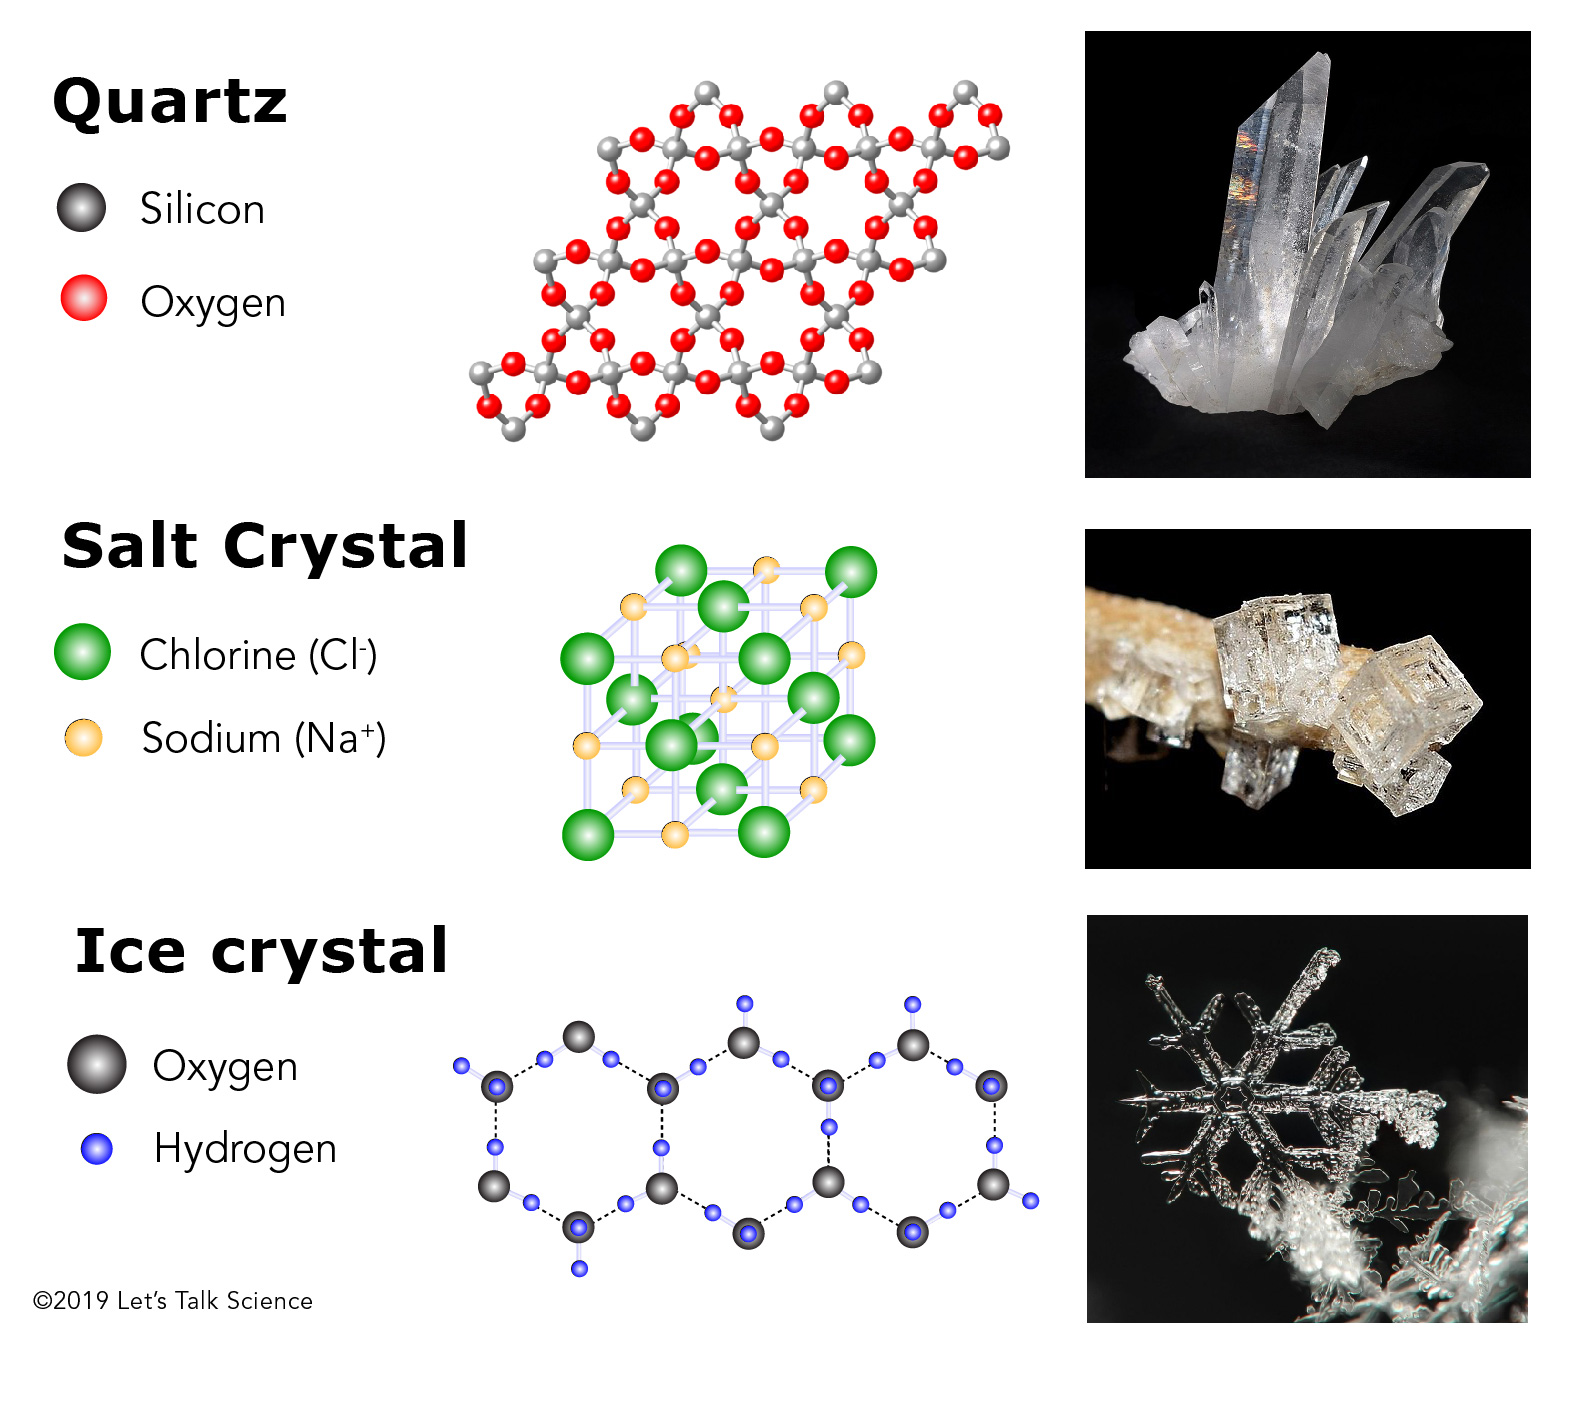 Quartz
Silicon
Oxygen
Salt Crystal
Chlorine (Cl⁻)
Sodium (Na⁺)
Ice crystal
Oxygen
Hydrogen
©2019 Let’s Talk Science